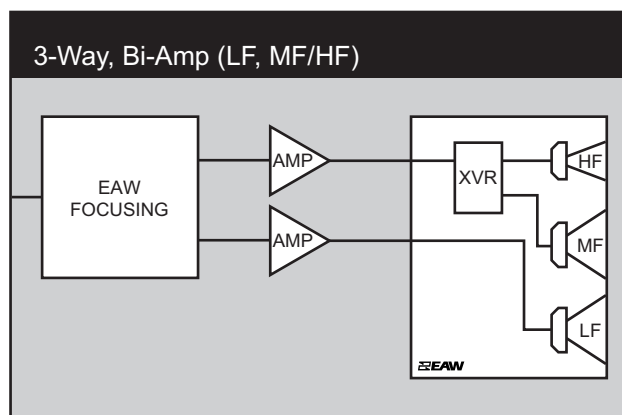 3-Way, Bi-Amp (LF, MF/HF)
EAW
FOCUSING
AMP
AMP
XVR
HF
MF
LF
EAW